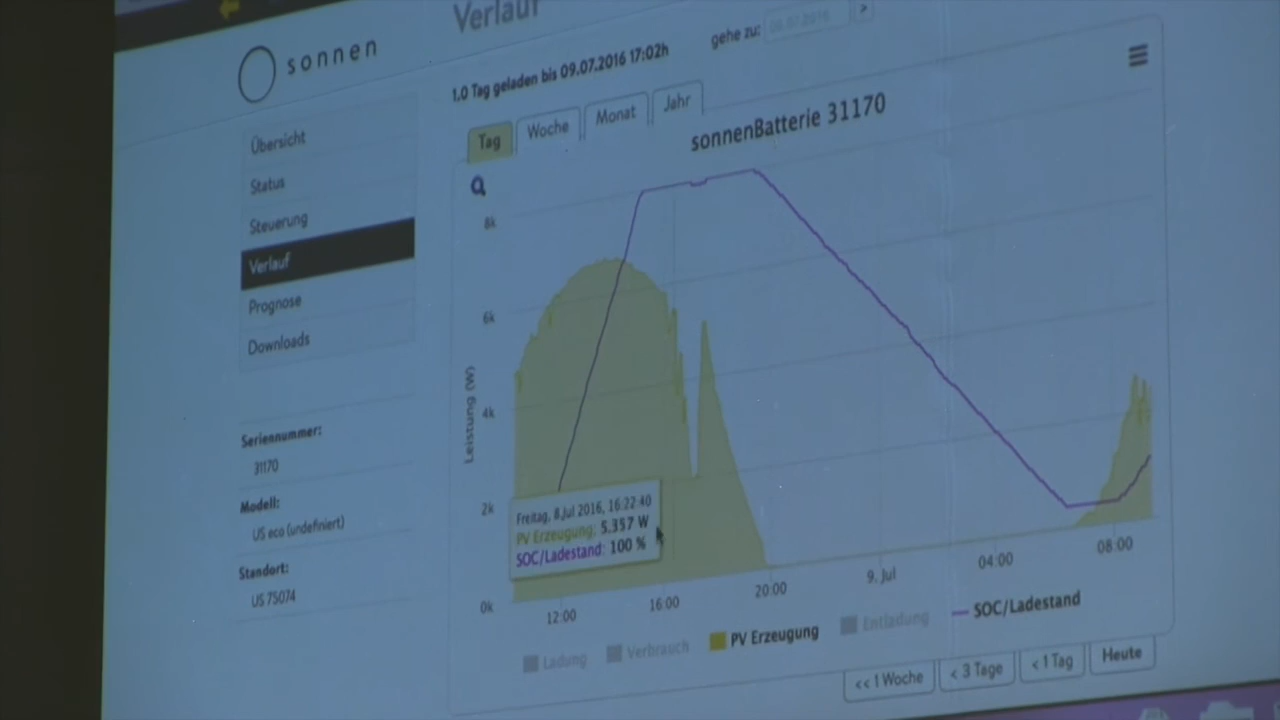 sonnen
Verlauf
1.0 Tag geladen bis 09.07.2016 17:02h
gehe zu:
>
Übersicht
Status
Steuerung
Verlauf
Prognose
Downloads
Seriennummer:
31170
Modell:
US eco (undefiniert)
Standort:
US 75074
Tag
Woche
Monat
Jahr
sonnenBatterie 31170
Leistung (W)
8k
6k
4k
2k
0k
Freitag, 8.Jul 2016, 16:22:40
PV Erzeugung: 5.357 W
SOC/Ladestand: 100 %
12:00
16:00
20:00
9. Jul
04:00
08:00
Ladung
Verbrauch
PV Erzeugung
Entladung
SOC/Ladestand
<< 1 Woche
< 3 Tage
< 1 Tag
Heute